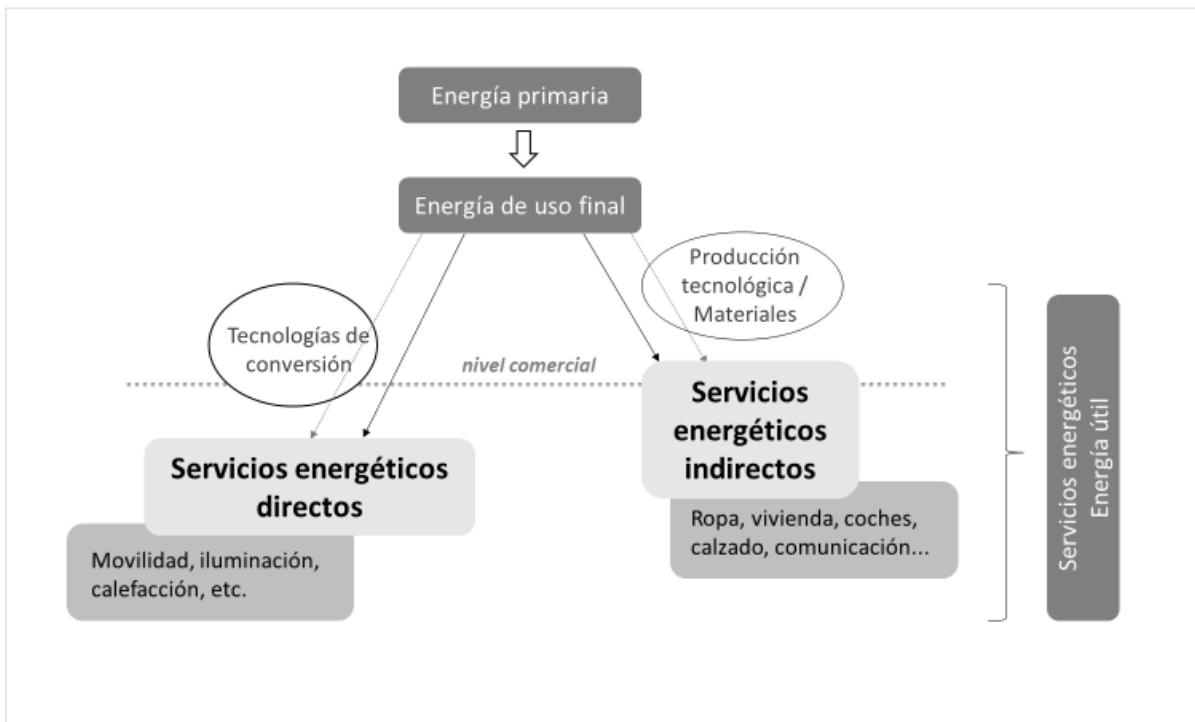 Energía primaria
Energía de uso final
Producción
tecnológica /
Materiales
Tecnologías de
conversión
nivel comercial
Servicios
energéticos
indirectos
Servicios energéticos
directos
Ropa, vivienda, coches,
calzado, comunicación...
Movilidad, iluminación,
calefacción, etc.
Servicios energéticos
Energía útil